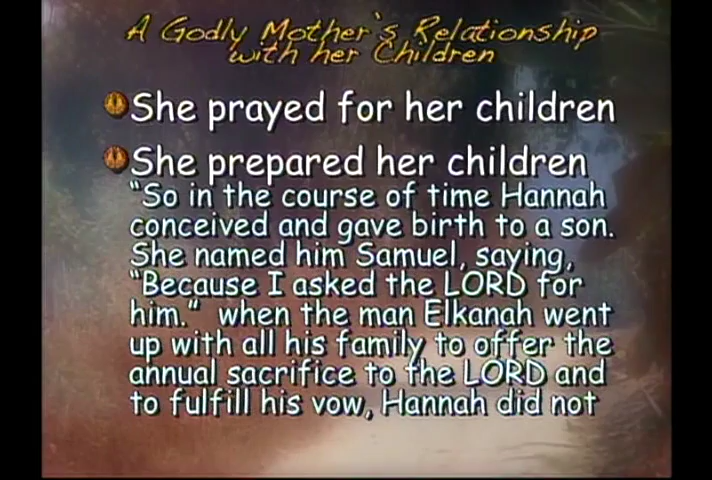 A Godly Mother's Relationship
with her Children
She prayed for her children
She prepared her children
"So in the course of time Hannah
conceived and gave birth to a son.
She named him Samuel, saying,
"Because I asked the LORD for
him." when the man Elkanah went
up with all his family to offer the
annual sacrifice to the LORD and
to fulfill his vow, Hannah did not